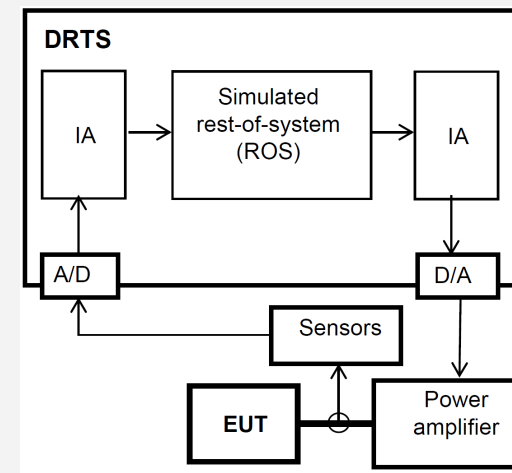 DRTS
IA
Simulated
rest-of-system
(ROS)
IA
A/D
D/A
Sensors
EUT
Power
amplifier